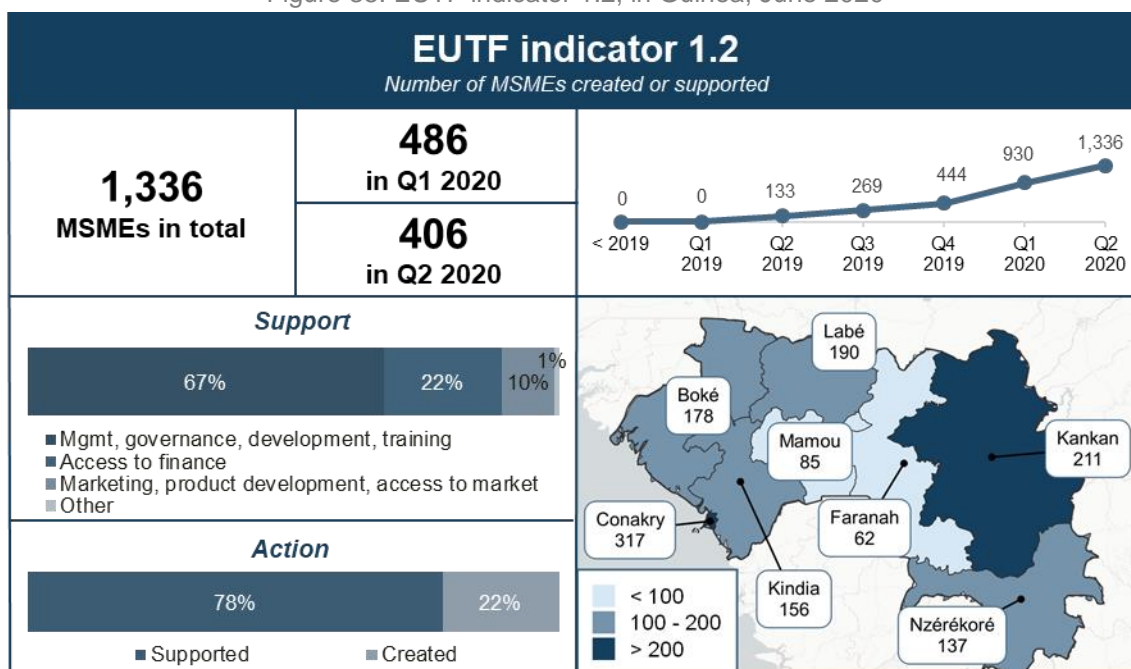 EUTF indicator 1.2
Number of MSMEs created or supported
1,336
MSMEs in total
486
in Q1 2020
406
in Q2 2020
0
0
133
269
444
930
1,336
< 2019
Q1
2019
Q2
2019
Q3
2019
Q4
2019
Q1
2020
Q2
2020
Support
67%
22%
10%
1%
Mgmt, governance, development, training
Access to finance
Marketing, product development, access to market
Other
Action
78%
22%
Supported
Created
Labé
190
Boké
178
Mamou
85
Kankan
211
Conakry
317
Faranah
62
Kindia
156
Nzérékoré
137
< 100
100 - 200
> 200